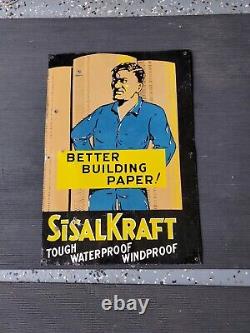 BETTER
BUILDING
PAPER!
SISALKRAFT
TOUGH
WATERPROOF
WINDPROOF